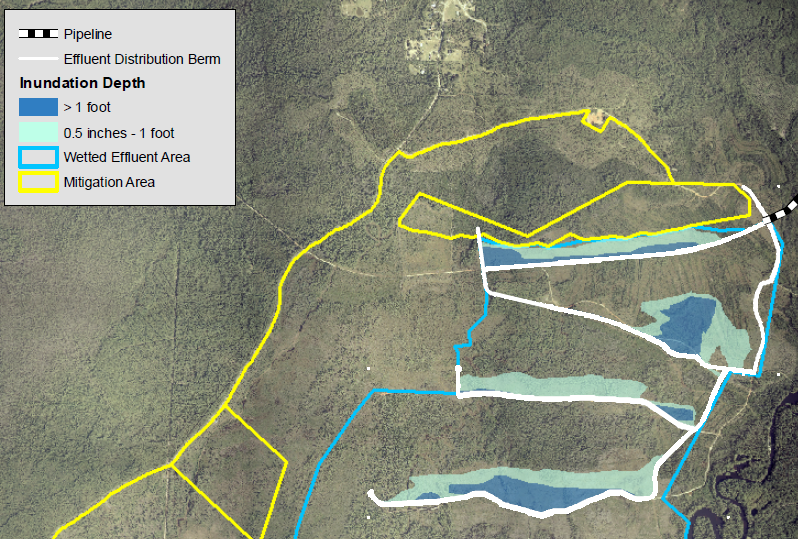 Pipeline
Effluent Distribution Berm
Inundation Depth
> 1 foot
0.5 inches - 1 foot
Wetted Effluent Area
Mitigation Area